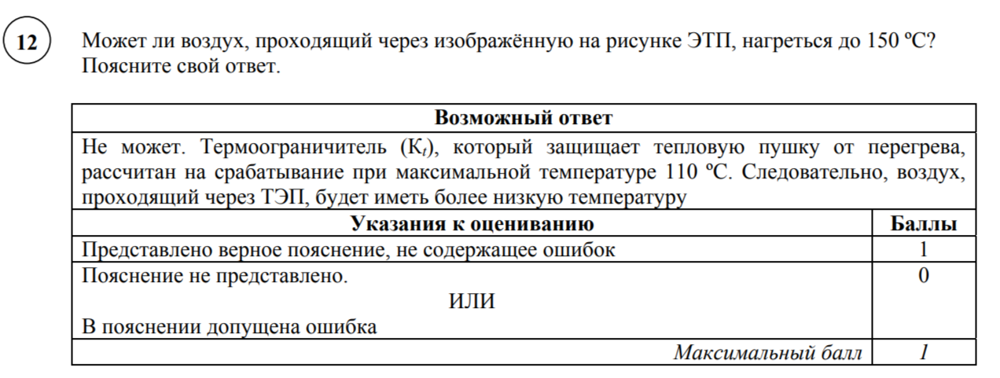 12
Может ли воздух, проходящий через изображённую на рисунке ЭТП, нагреться до 150 ºС?
Поясните свой ответ.
Возможный ответ
Не может. Термоограничитель (Kt), который защищает тепловую пушку от перегрева,
рассчитан на срабатывание при максимальной температуре 110 ºС. Следовательно, воздух,
проходящий через ТЭП, будет иметь более низкую температуру
Указания к оцениванию
Баллы
Представлено верное пояснение, не содержащее ошибок
1
Пояснение не представлено.
0
ИЛИ
В пояснении допущена ошибка
Максимальный балл
1